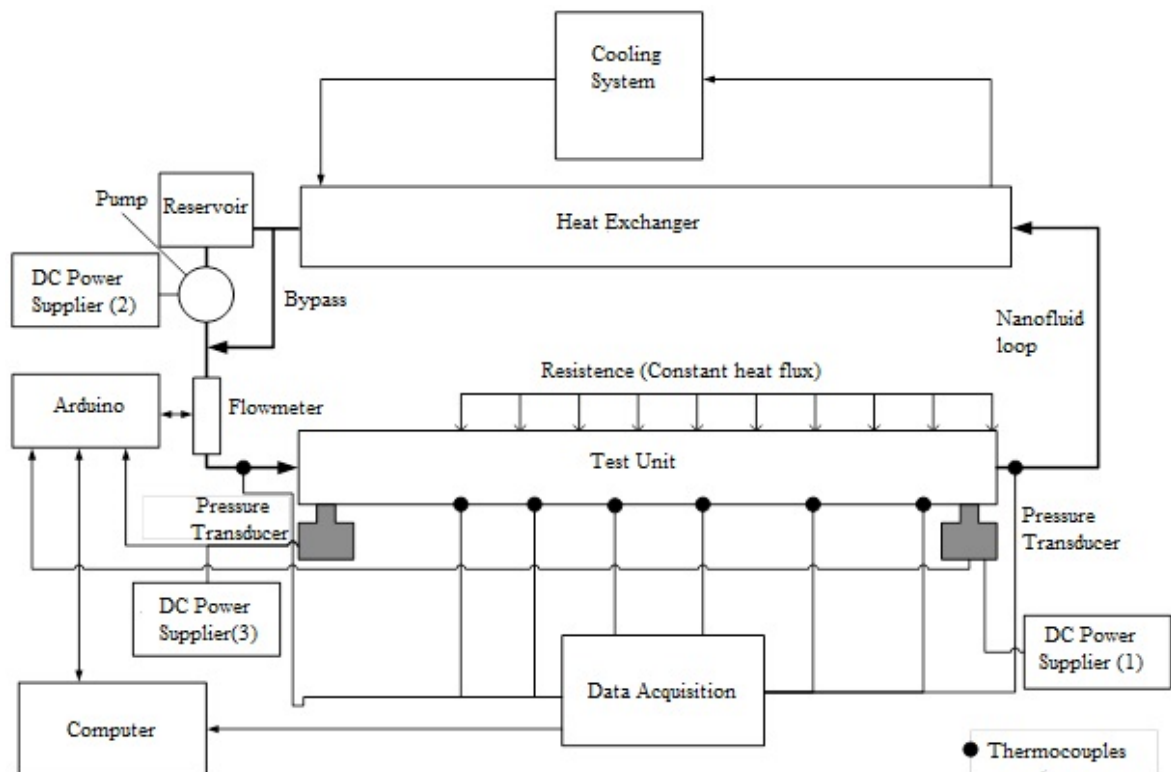 Cooling
System
Pump
Reservoir
Heat Exchanger
DC Power
Supplier (2)
Bypass
Nanofluid
loop
Resistence (Constant heat flux)
Arduino
Flowmeter
Test Unit
Pressure
Transducer
Pressure
Transducer
DC Power
Supplier(3)
DC Power
Supplier (1)
Data Acquisition
Computer
Thermocouples